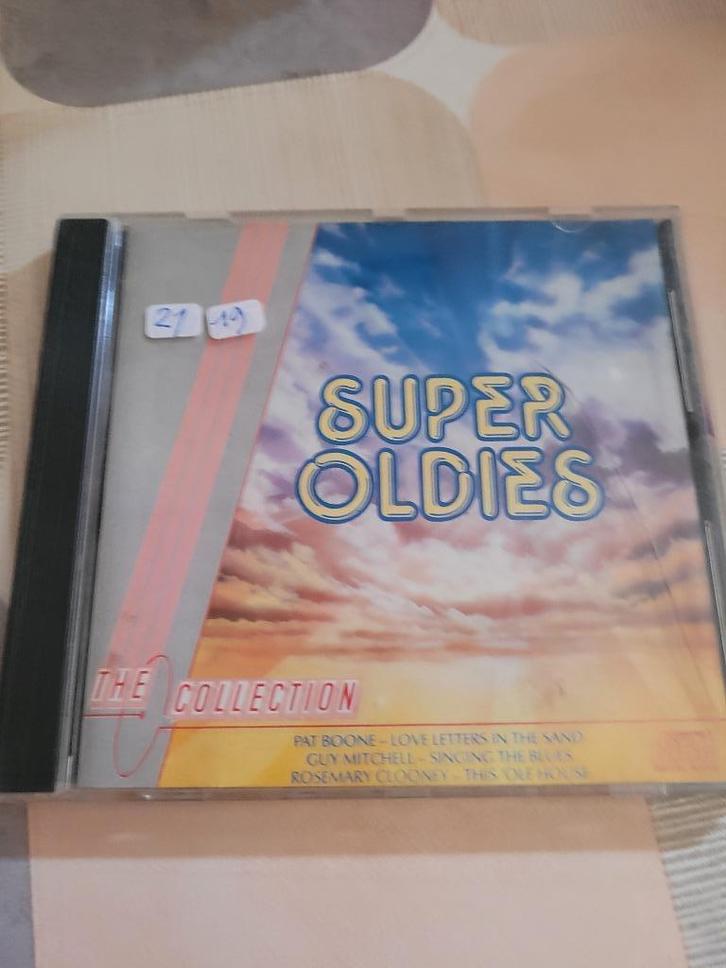 21 19
SUPER
OLDIES
THE COLLECTION
PAT BOONE – LOVE LETTERS IN THE SAND
GUY MITCHELL – SINGING THE BLUES
ROSEMARY CLOONEY – THIS 'OLE HOUSE